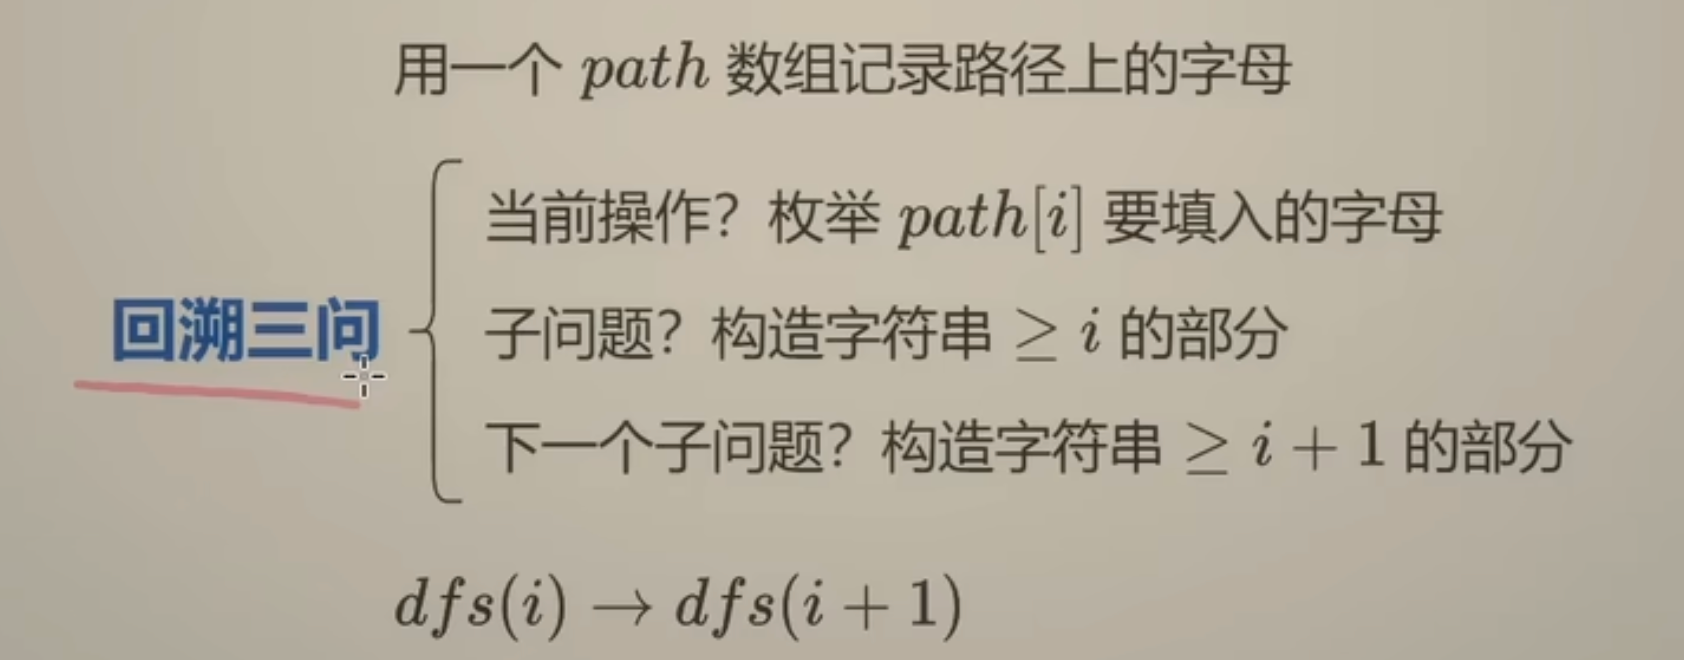 用一个 path 数组记录路径上的字母
当前操作？枚举 path[i] 要填入的字母
回溯三问
子问题？构造字符串 ≥ i 的部分
下一个子问题？构造字符串 ≥ i + 1 的部分
dfs(i) → dfs(i + 1)